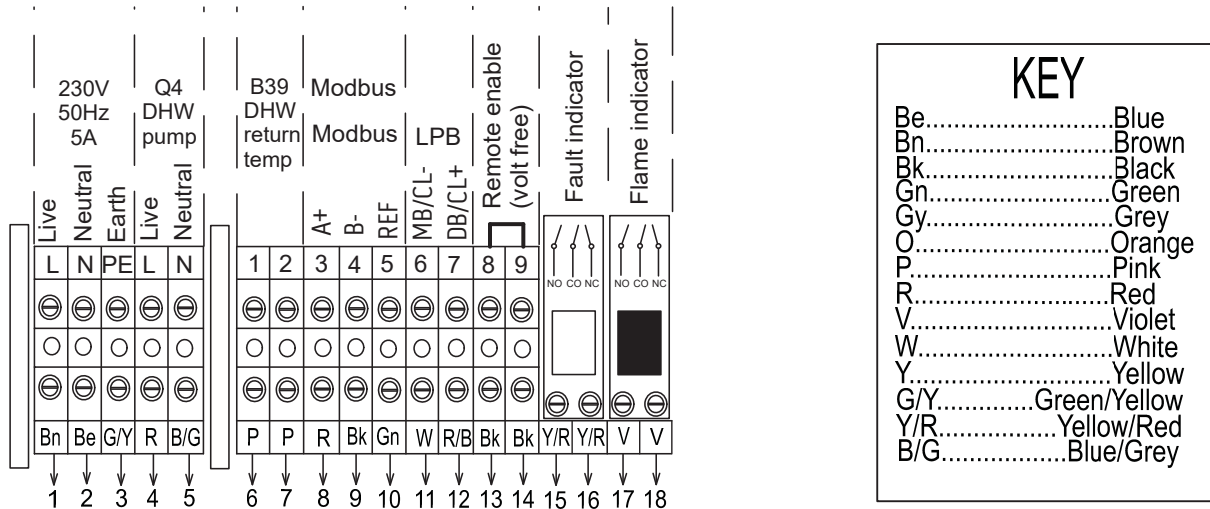 230V
50Hz
5A
Q4
DHW
pump
B39
DHW
return
temp
Modbus
Modbus
LPB
Remote enable
(volt free)
Fault indicator
Flame indicator
Live
Neutral
Earth
Live
Neutral
A+
B-
REF
MB/CL-
DB/CL+
L N PE L N 1 2 3 4 5 6 7 8 9
NO CO NC NO CO NC
Bn Be G/Y R B/G P P R Bk Gn W R/B Bk Bk Y/R Y/R V V
1 2 3 4 5 6 7 8 9 10 11 12 13 14 15 16 17 18
KEY
Be........................Blue
Bn........................Brown
Bk........................Black
Gn........................Green
Gy........................Grey
O.........................Orange
P.........................Pink
R.........................Red
V.........................Violet
W.........................White
Y.........................Yellow
G/Y.............Green/Yellow
Y/R...............Yellow/Red
B/G.................Blue/Grey